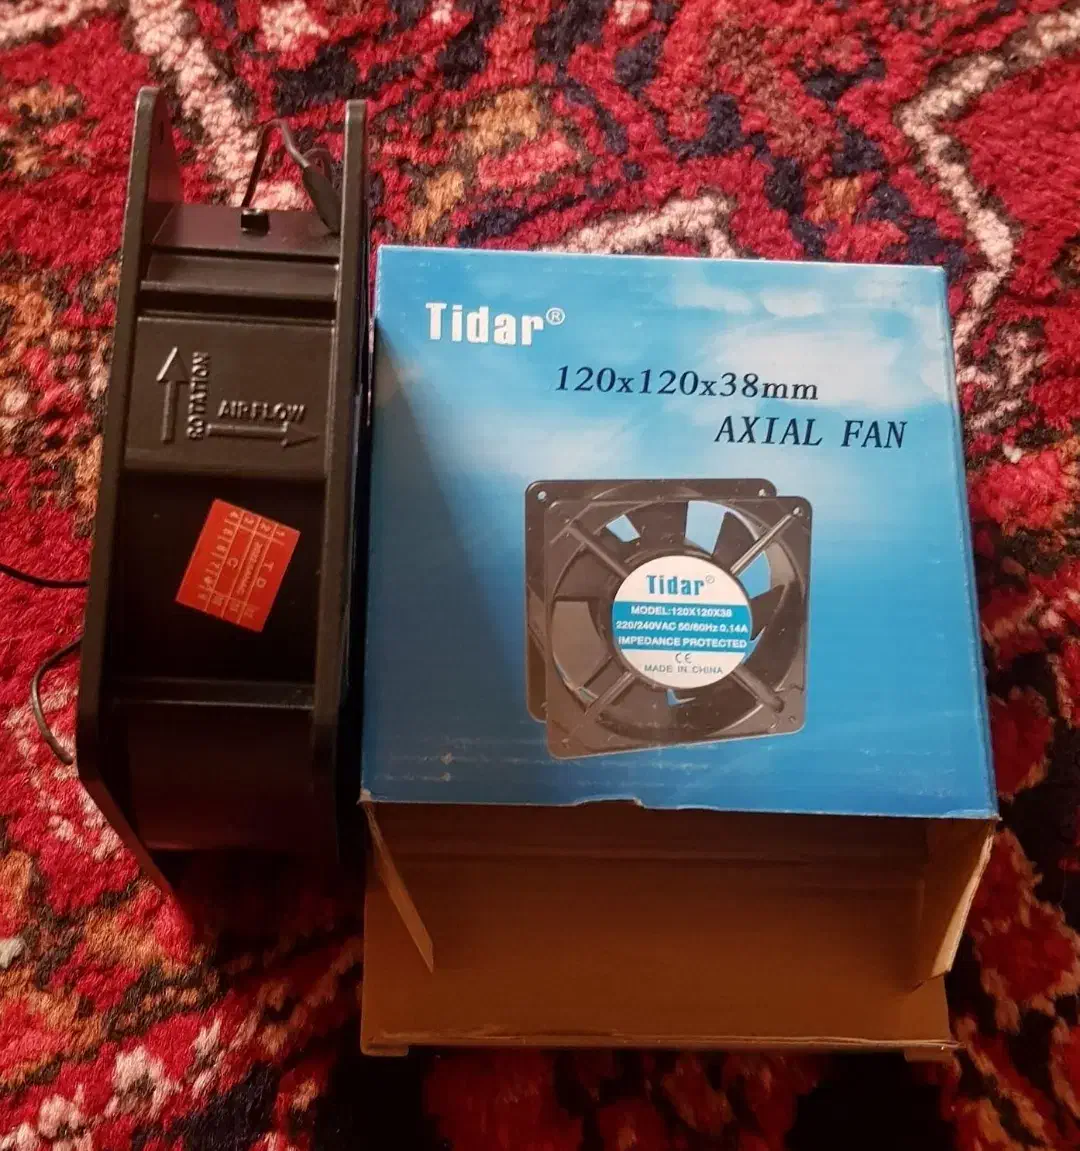 ROTATION
AIRFLOW
T D
C
Tidar®
120x120x38mm
AXIAL FAN
Tidar®
MODEL:120X120X38
220/240VAC 50/60Hz 0.14A
IMPEDANCE PROTECTED
CE
MADE IN CHINA